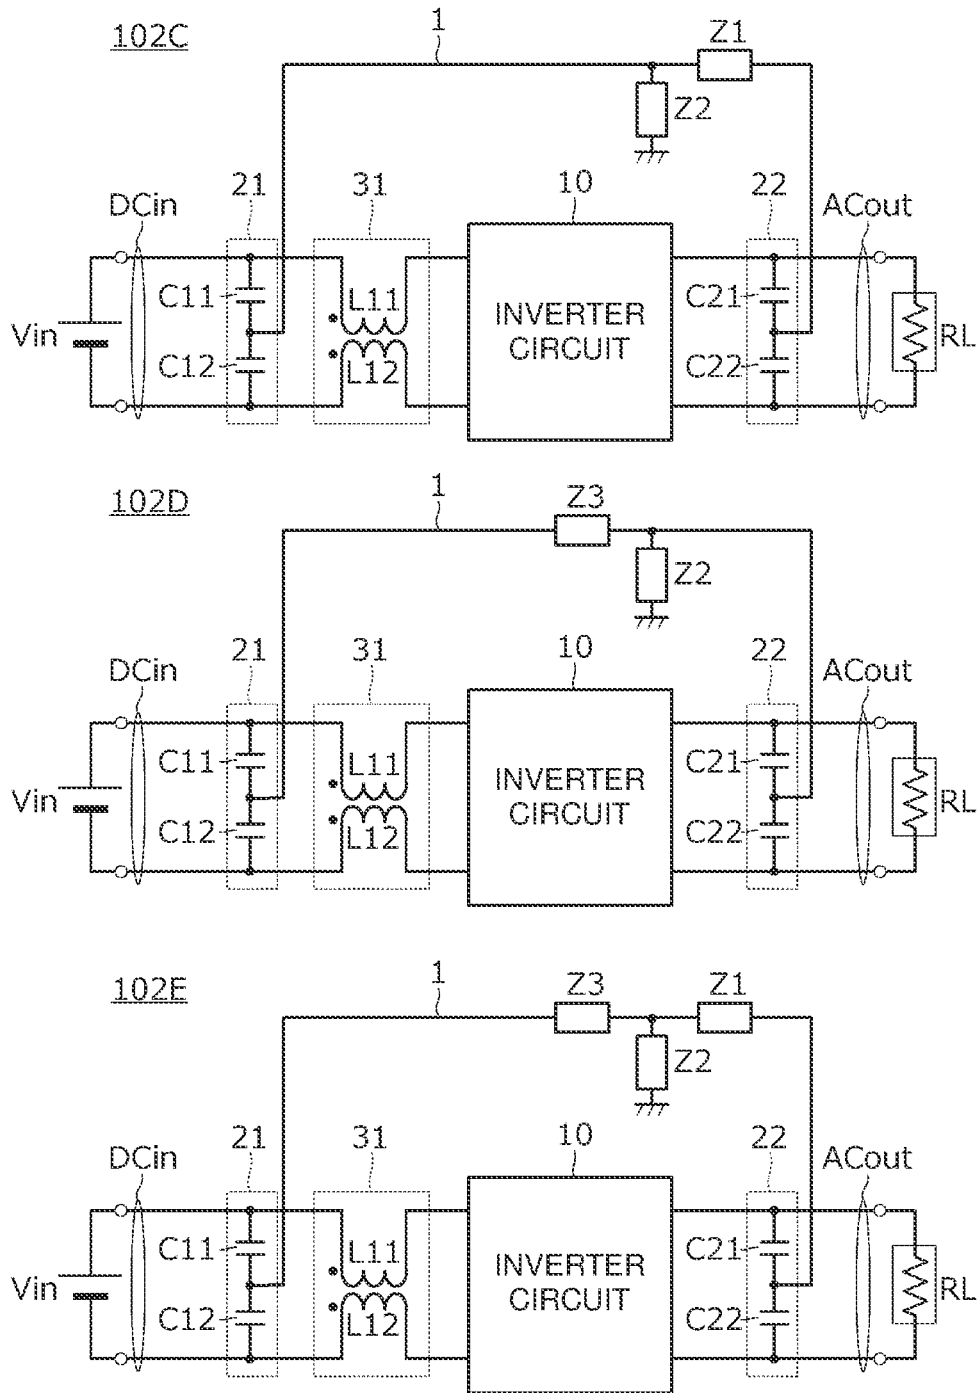 102C
1
Z1
Z2
21
31
10
22
DCin
ACout
C11
L11
INVERTER
CIRCUIT
C21
Vin
RL
C12
L12
C22
102D
1
Z3
Z2
21
31
10
22
DCin
ACout
C11
L11
INVERTER
CIRCUIT
C21
Vin
RL
C12
L12
C22
102E
1
Z3
Z1
Z2
21
31
10
22
DCin
ACout
C11
L11
INVERTER
CIRCUIT
C21
Vin
RL
C12
L12
C22